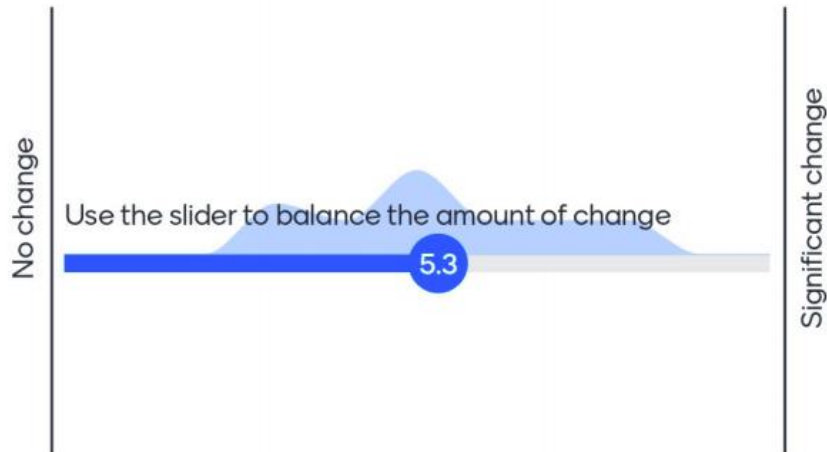 No change
Use the slider to balance the amount of change
5.3
Significant change